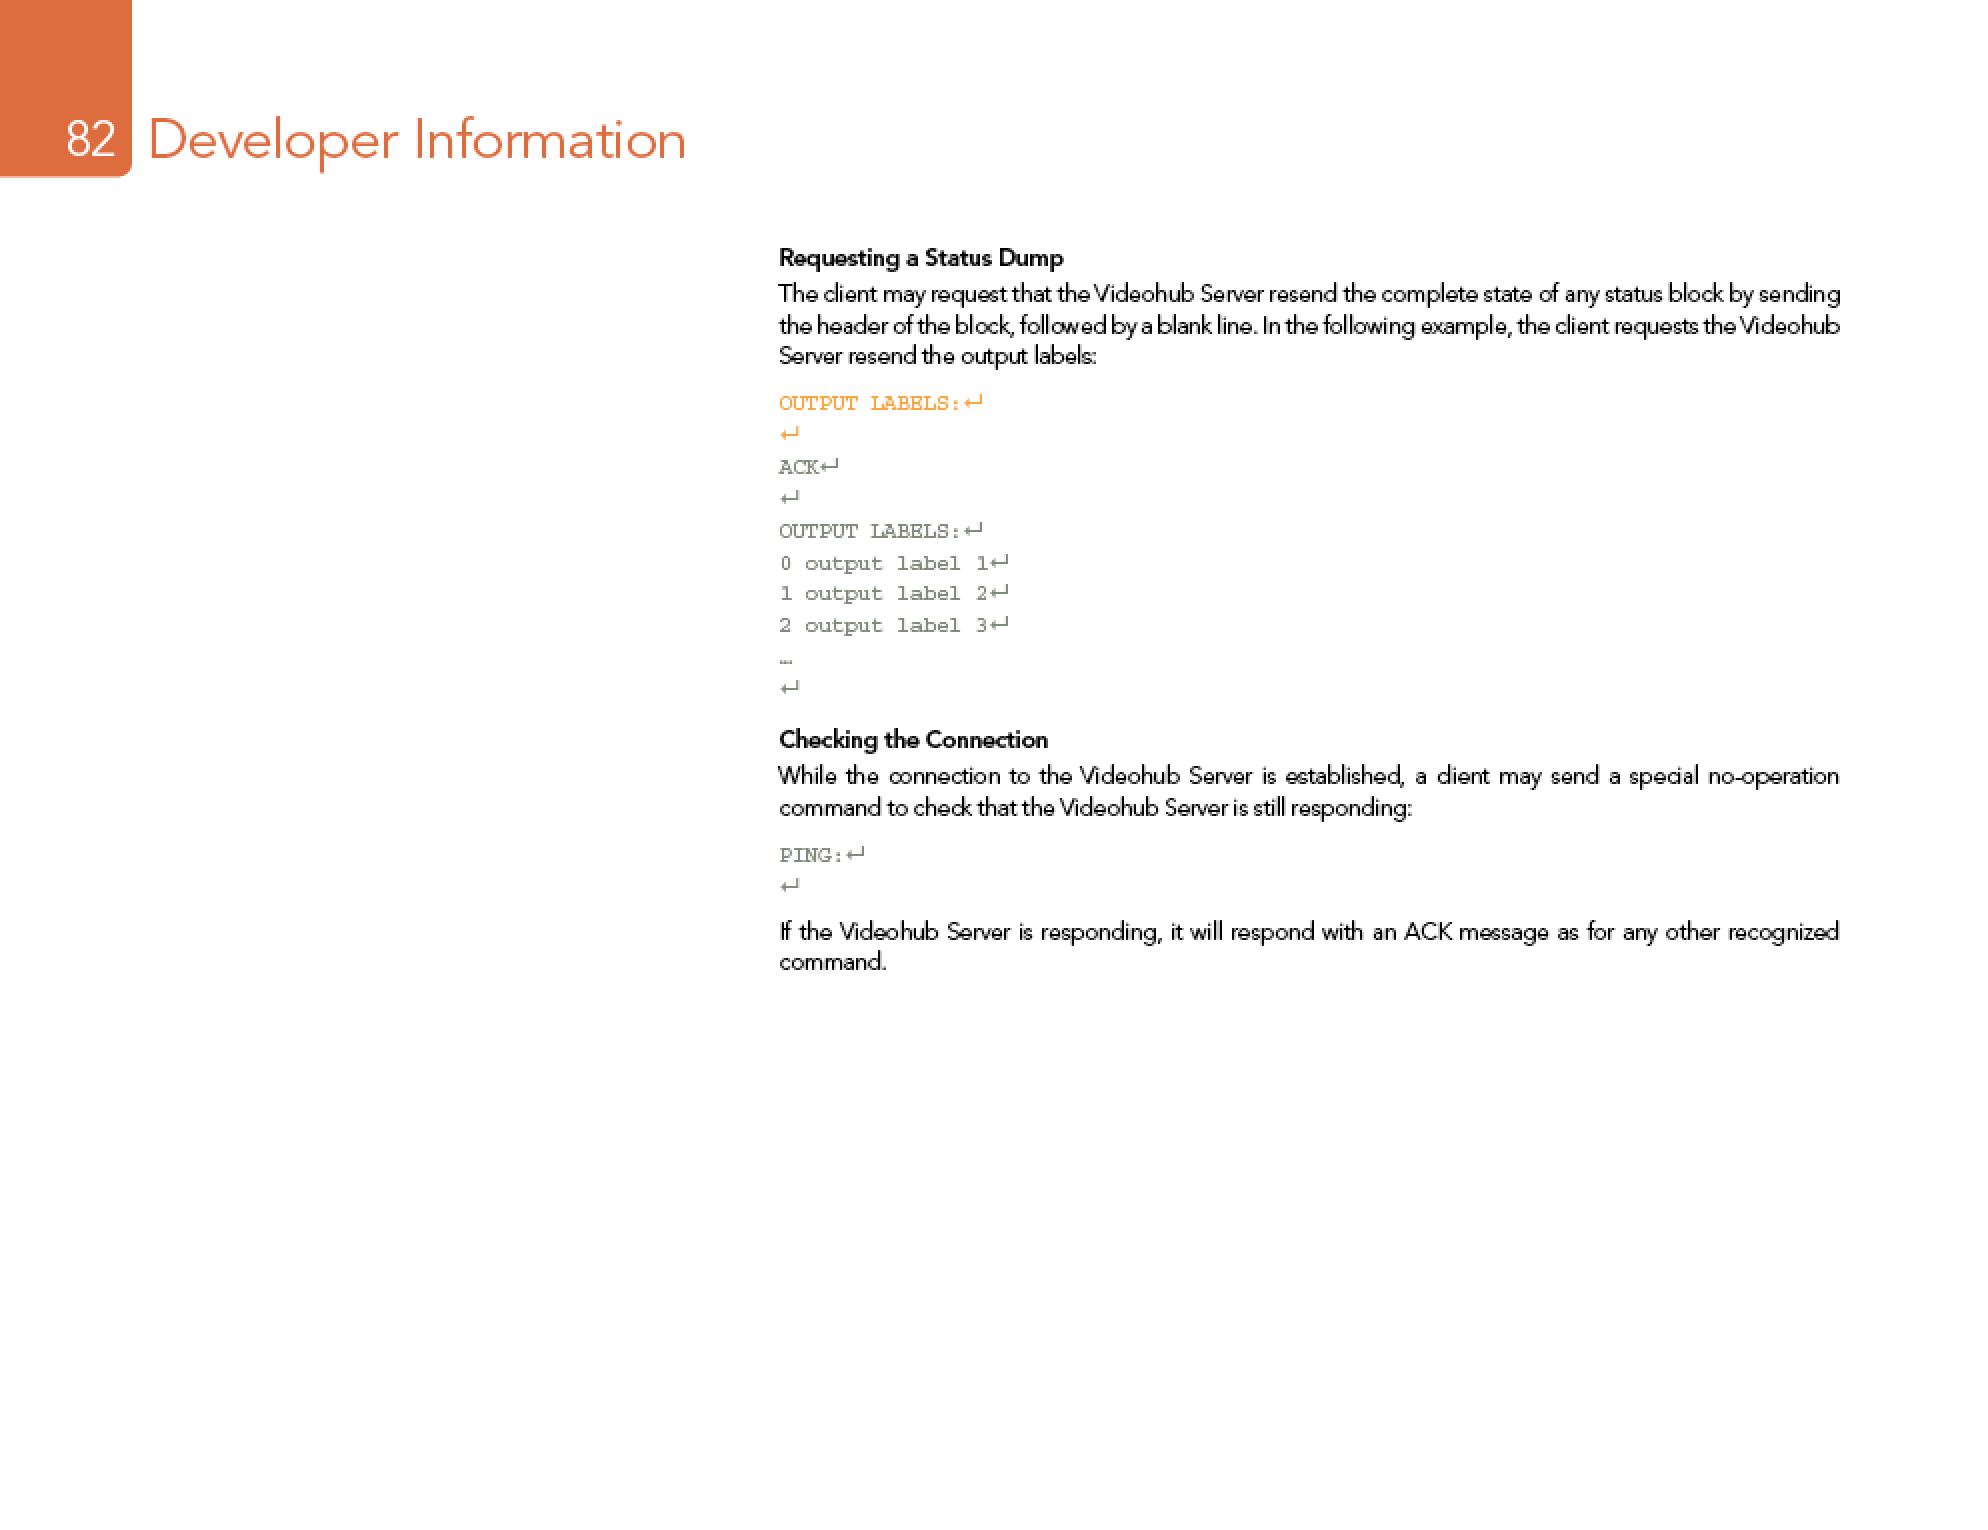 82 Developer Information
Requesting a Status Dump
The client may request that the Videohub Server resend the complete state of any status block by sending
the header of the block, followed by a blank line. In the following example, the client requests the Videohub
Server resend the output labels:
OUTPUT LABELS:↵
↵
ACK↵
↵
OUTPUT LABELS:↵
0 output label 1↵
1 output label 2↵
2 output label 3↵
…
↵
Checking the Connection
While the connection to the Videohub Server is established, a client may send a special no-operation
command to check that the Videohub Server is still responding:
PING:↵
↵
If the Videohub Server is responding, it will respond with an ACK message as for any other recognized
command.